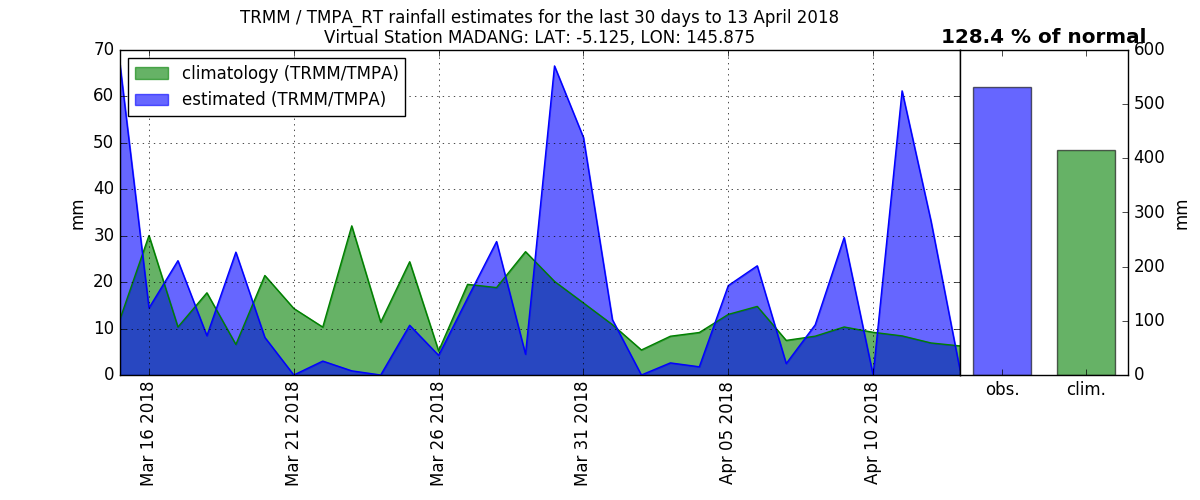 TRMM / TMPA_RT rainfall estimates for the last 30 days to 13 April 2018
Virtual Station MADANG: LAT: -5.125, LON: 145.875
128.4 % of normal
climatology (TRMM/TMPA)
estimated (TRMM/TMPA)
mm
70
60
50
40
30
20
10
0
Mar 16 2018
Mar 21 2018
Mar 26 2018
Mar 31 2018
Apr 05 2018
Apr 10 2018
obs.
clim.
600
500
400
300
200
100
0
mm